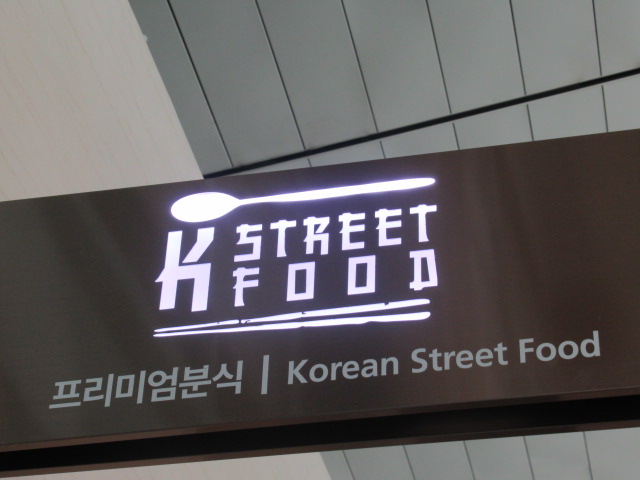 K STREET
FOOD
프리미엄분식 | Korean Street Food